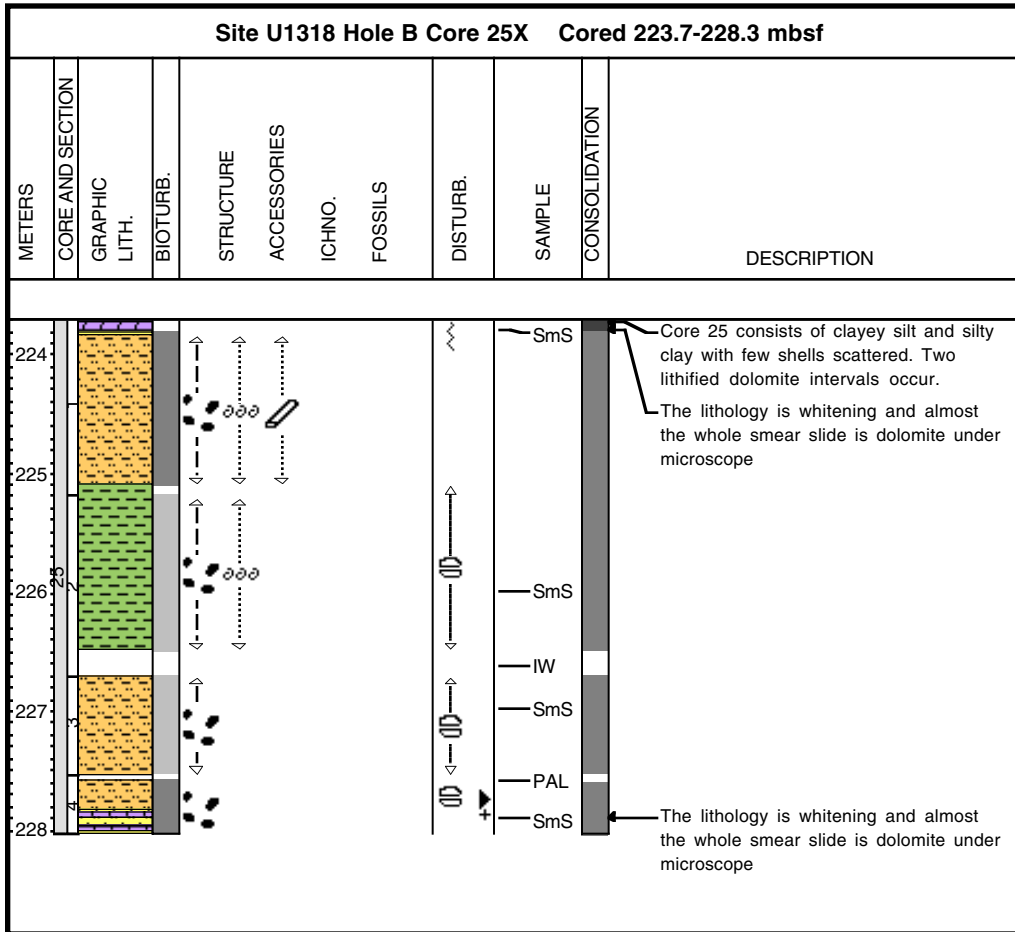 Site U1318 Hole B Core 25X Cored 223.7-228.3 mbsf
METERS
CORE AND SECTION
GRAPHIC
LITH.
BIOTURB.
STRUCTURE
ACCESSORIES
ICHNO.
FOSSILS
DISTURB.
SAMPLE
CONSOLIDATION
DESCRIPTION
224
225
226
227
228
25
1
2
3
4
SmS
SmS
IW
SmS
PAL
SmS
Core 25 consists of clayey silt and silty
clay with few shells scattered. Two
lithified dolomite intervals occur.
The lithology is whitening and almost
the whole smear slide is dolomite under
microscope
The lithology is whitening and almost
the whole smear slide is dolomite under
microscope